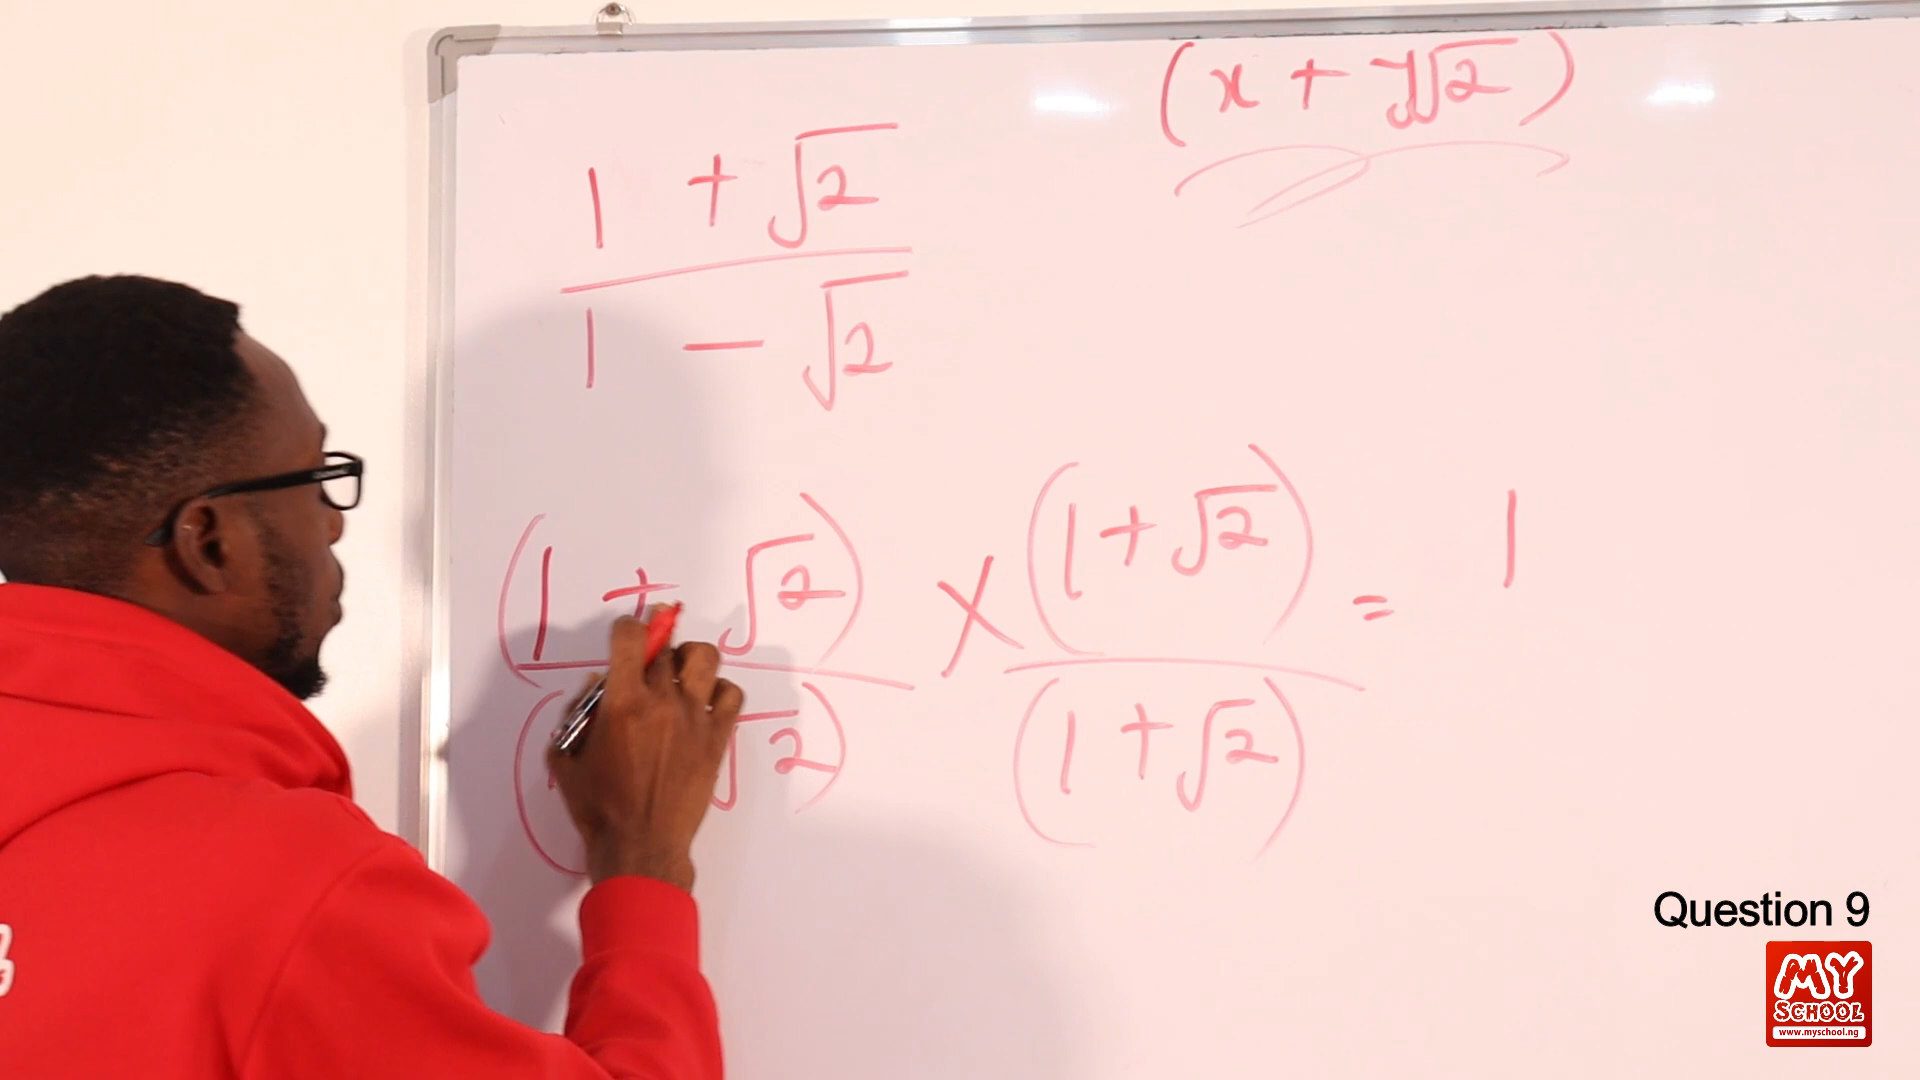 (x + y√2)
1 + √2
1 - √2
(1 + √2) X (1 + √2) = 1
√2) (1 + √2)
Question 9
MY
SCHOOL
www.myschool.ng